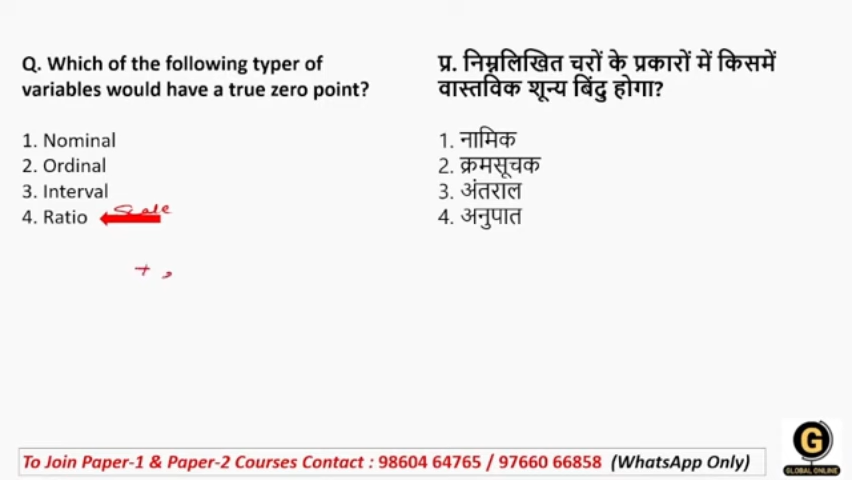 Q. Which of the following typer of
variables would have a true zero point?
1. Nominal
2. Ordinal
3. Interval
4. Ratio Scale
+ ,
प्र. निम्नलिखित चरों के प्रकारों में किसमें
वास्तविक शून्य बिंदु होगा?
1. नामिक
2. क्रमसूचक
3. अंतराल
4. अनुपात
G
GLOBAL ONLINE
To Join Paper-1 & Paper-2 Courses Contact : 98604 64765 / 97660 66858 (WhatsApp Only)